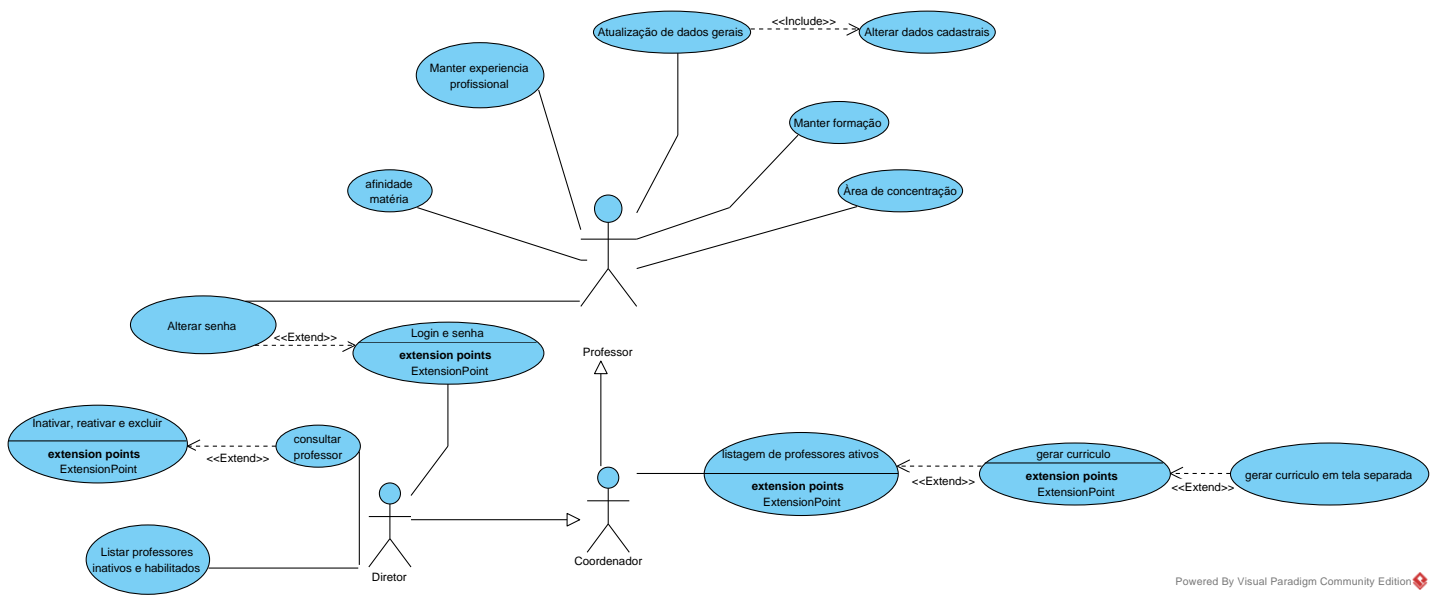 Atualização de dados gerais
<<Include>>
Alterar dados cadastrais
Manter experiencia
profissional
Manter formação
afinidade
matéria
Àrea de concentração
Alterar senha
<<Extend>>
Login e senha
extension points
ExtensionPoint
Professor
Inativar, reativar e excluir
extension points
ExtensionPoint
<<Extend>>
consultar
professor
listagem de professores ativos
extension points
ExtensionPoint
<<Extend>>
gerar curriculo
extension points
ExtensionPoint
<<Extend>>
gerar curriculo em tela separada
Listar professores
inativos e habilitados
Diretor
Coordenador
Powered By Visual Paradigm Community Edition